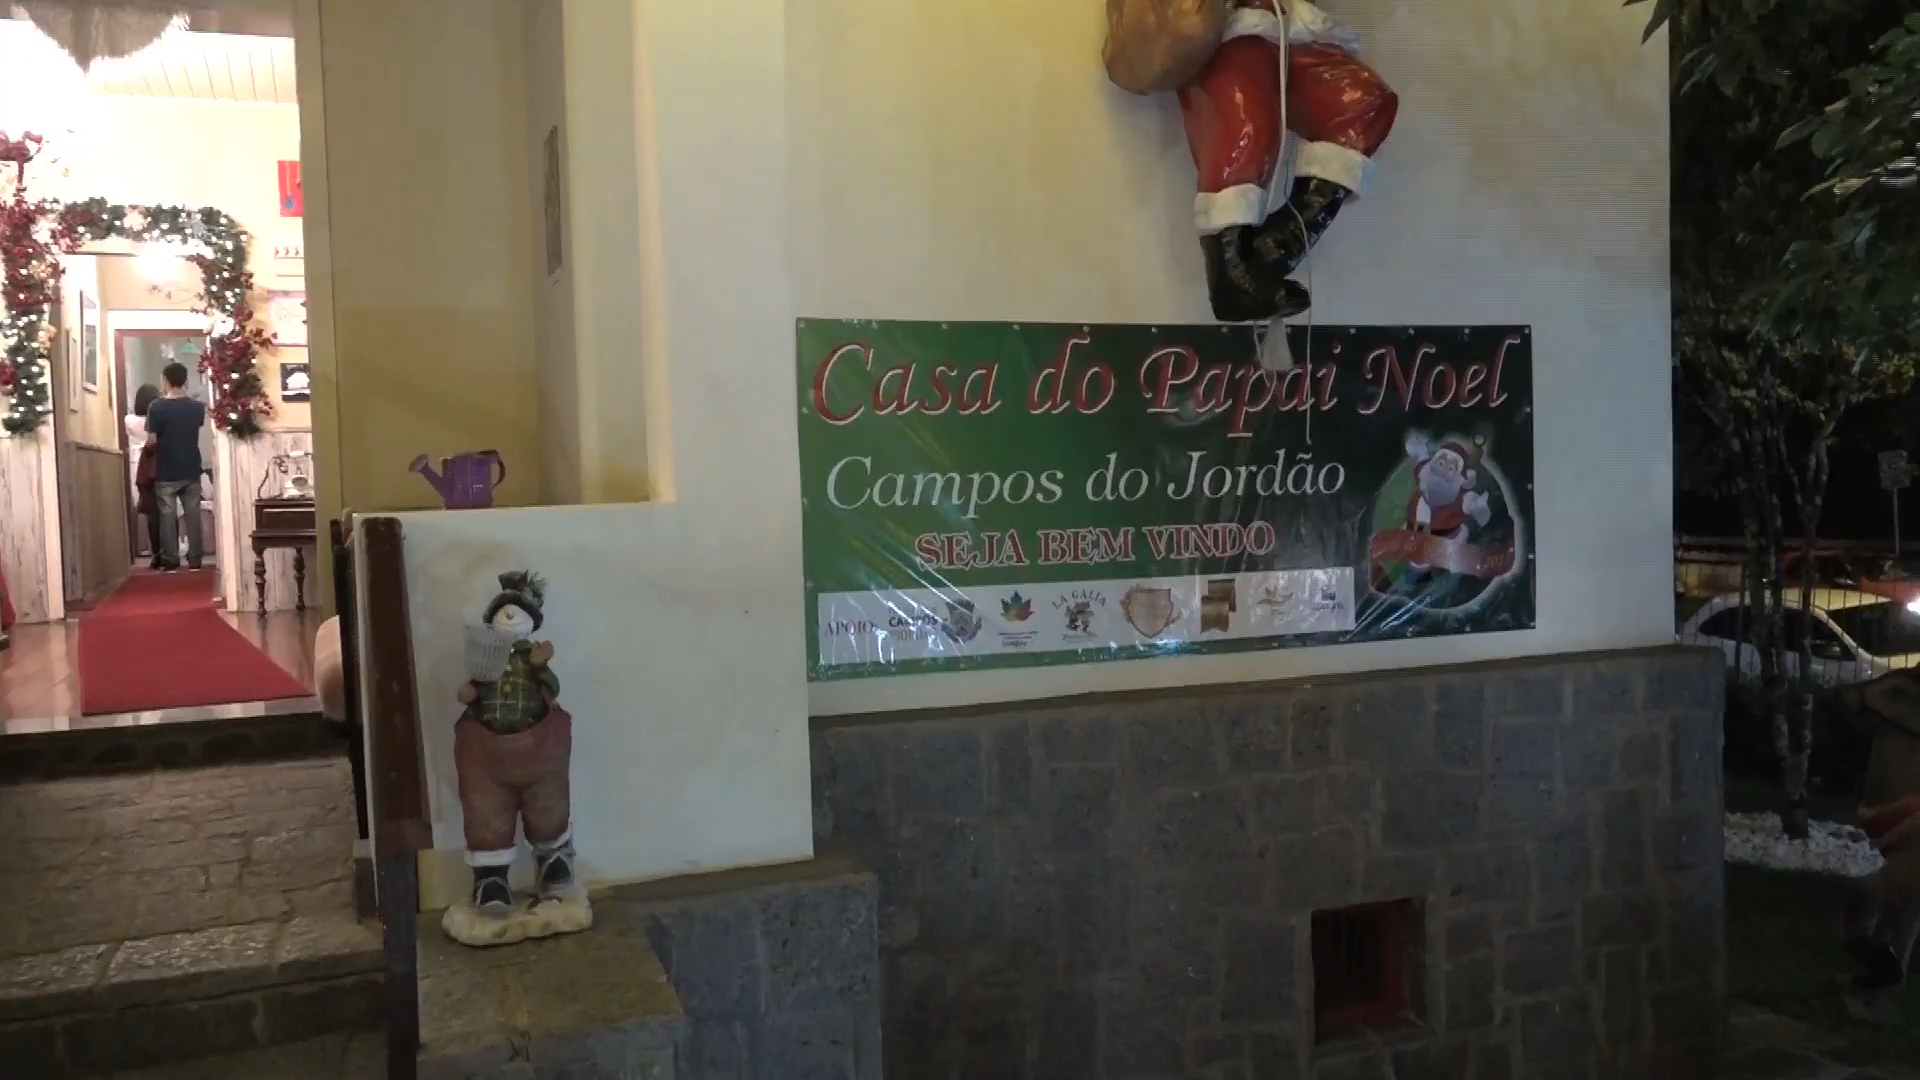 Casa do Papai Noel
Campos do Jordão
SEJA BEM VINDO
APOIO:
CAMPOS
LA GALIA